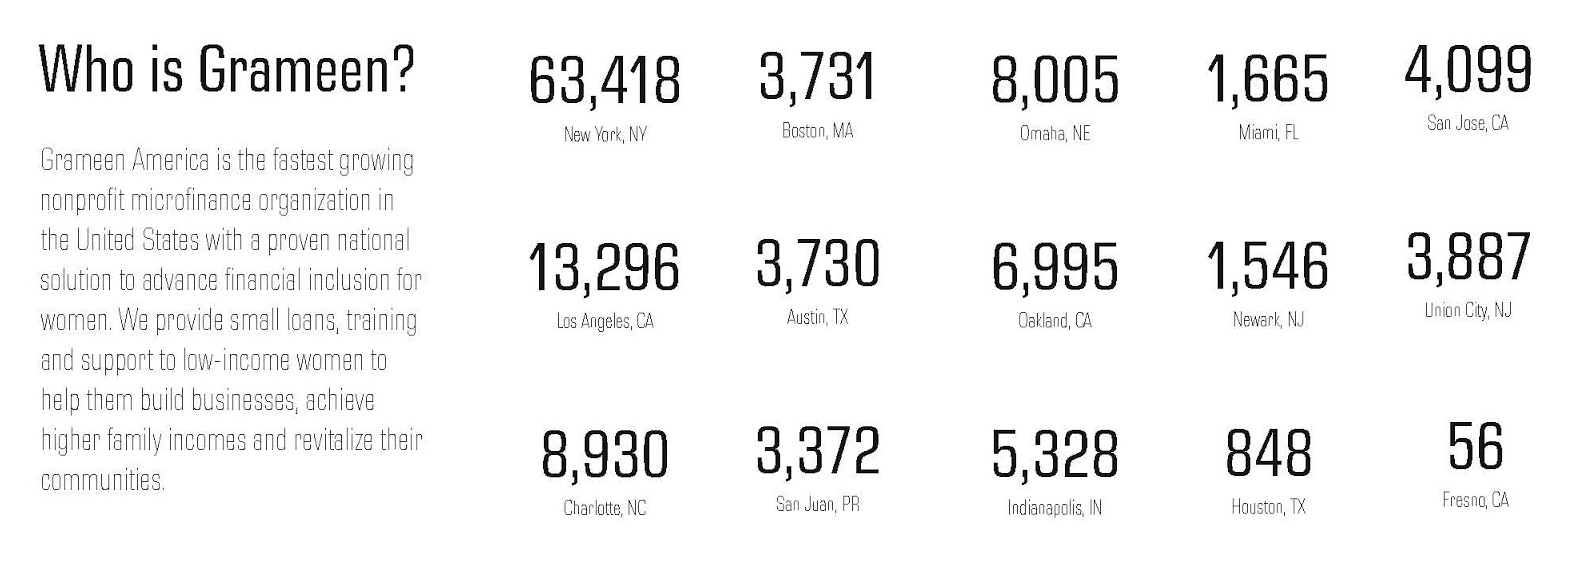 Who is Grameen?
Grameen America is the fastest growing
nonprofit microfinance organization in
the United States with a proven national
solution to advance financial inclusion for
women. We provide small loans, training
and support to low-income women to
help them build businesses, achieve
higher family incomes and revitalize their
communities.
63,418
New York, NY
3,731
Boston, MA
8,005
Omaha, NE
1,665
Miami, FL
4,099
San Jose, CA
13,296
Los Angeles, CA
3,730
Austin, TX
6,995
Oakland, CA
1,546
Newark, NJ
3,887
Union City, NJ
8,930
Charlotte, NC
3,372
San Juan, PR
5,328
Indianapolis, IN
848
Houston, TX
56
Fresno, CA